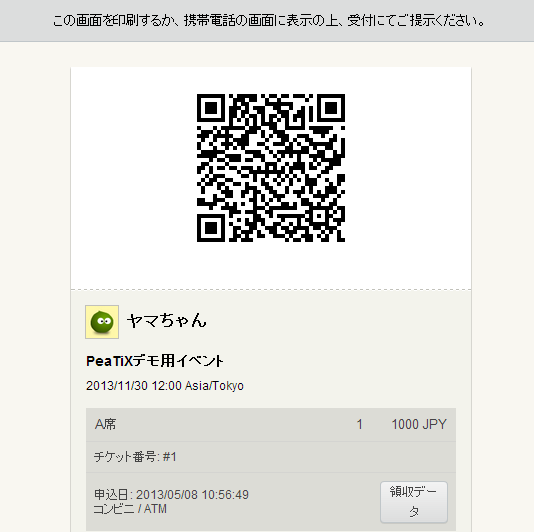 この画面を印刷するか、携帯電話の画面に表示の上、受付にてご提示ください。
ヤマちゃん
PeaTiXデモ用イベント
2013/11/30 12:00 Asia/Tokyo
A席 1 1000 JPY
チケット番号: #1
申込日: 2013/05/08 10:56:49
コンビニ / ATM
領収デー
タ